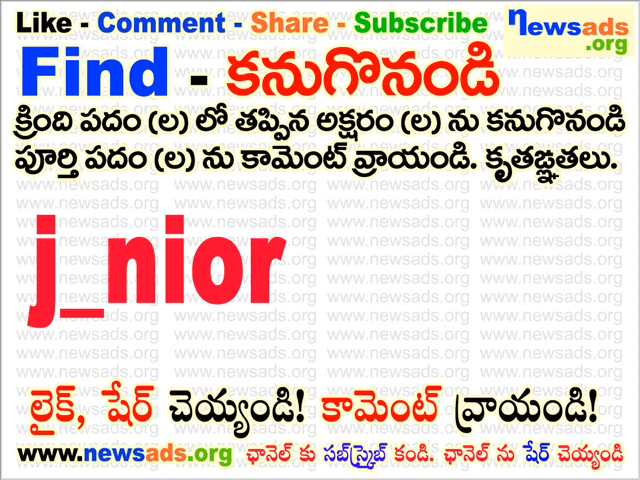 Like - Comment - Share - Subscribe
newsads
.org
Find - కనుగొనండి
క్రింది పదం (ల) లో తప్పిన అక్షరం (ల) ను కనుగొనండి
పూర్తి పదం (ల) ను కామెంట్ వ్రాయండి. కృతజ్ఞతలు.
j_nior
లైక్, షేర్ చెయ్యండి! కామెంట్ వ్రాయండి!
www.newsads.org ఛానెల్ కు సబ్‌స్క్రైబ్ కండి. ఛానెల్ ను షేర్ చెయ్యండి